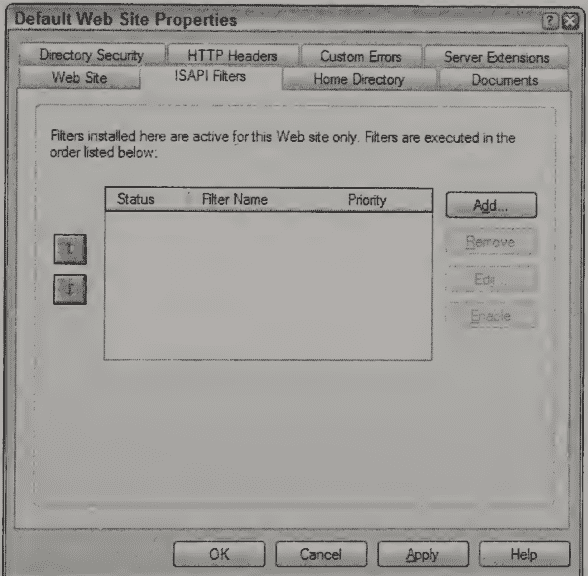 Default Web Site Properties
Directory Security HTTP Headers Custom Errors Server Extensions
Web Site ISAPI Filters Home Directory Documents
Filters installed here are active for this Web site only. Filters are executed in the
order listed below:
Status Filter Name Priority
Add...
Remove
Edit...
Enable
OK Cancel Apply Help